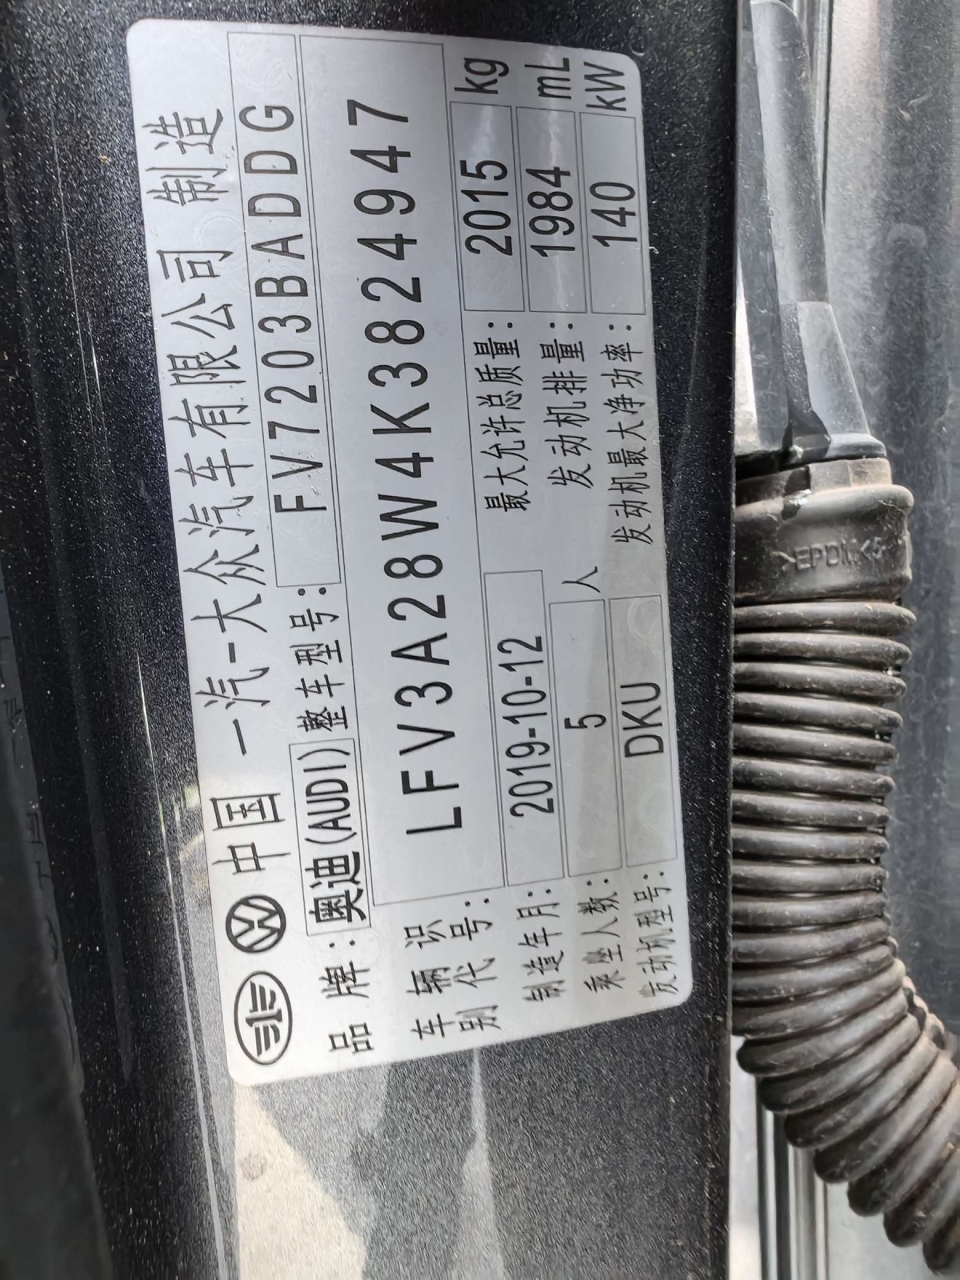 中国 一汽-大众汽车有限公司 制造
品牌: 奥迪(AUDI) 整车型号: FV7203BADDG
车辆识别代号: LFV3A28W4K3824947
制造年月: 2019-10-12 最大允许总质量: 2015 kg
乘坐人数: 5 人 发动机排量: 1984 mL
发动机型号: DKU 发动机最大净功率: 140 kW
>EPDM<